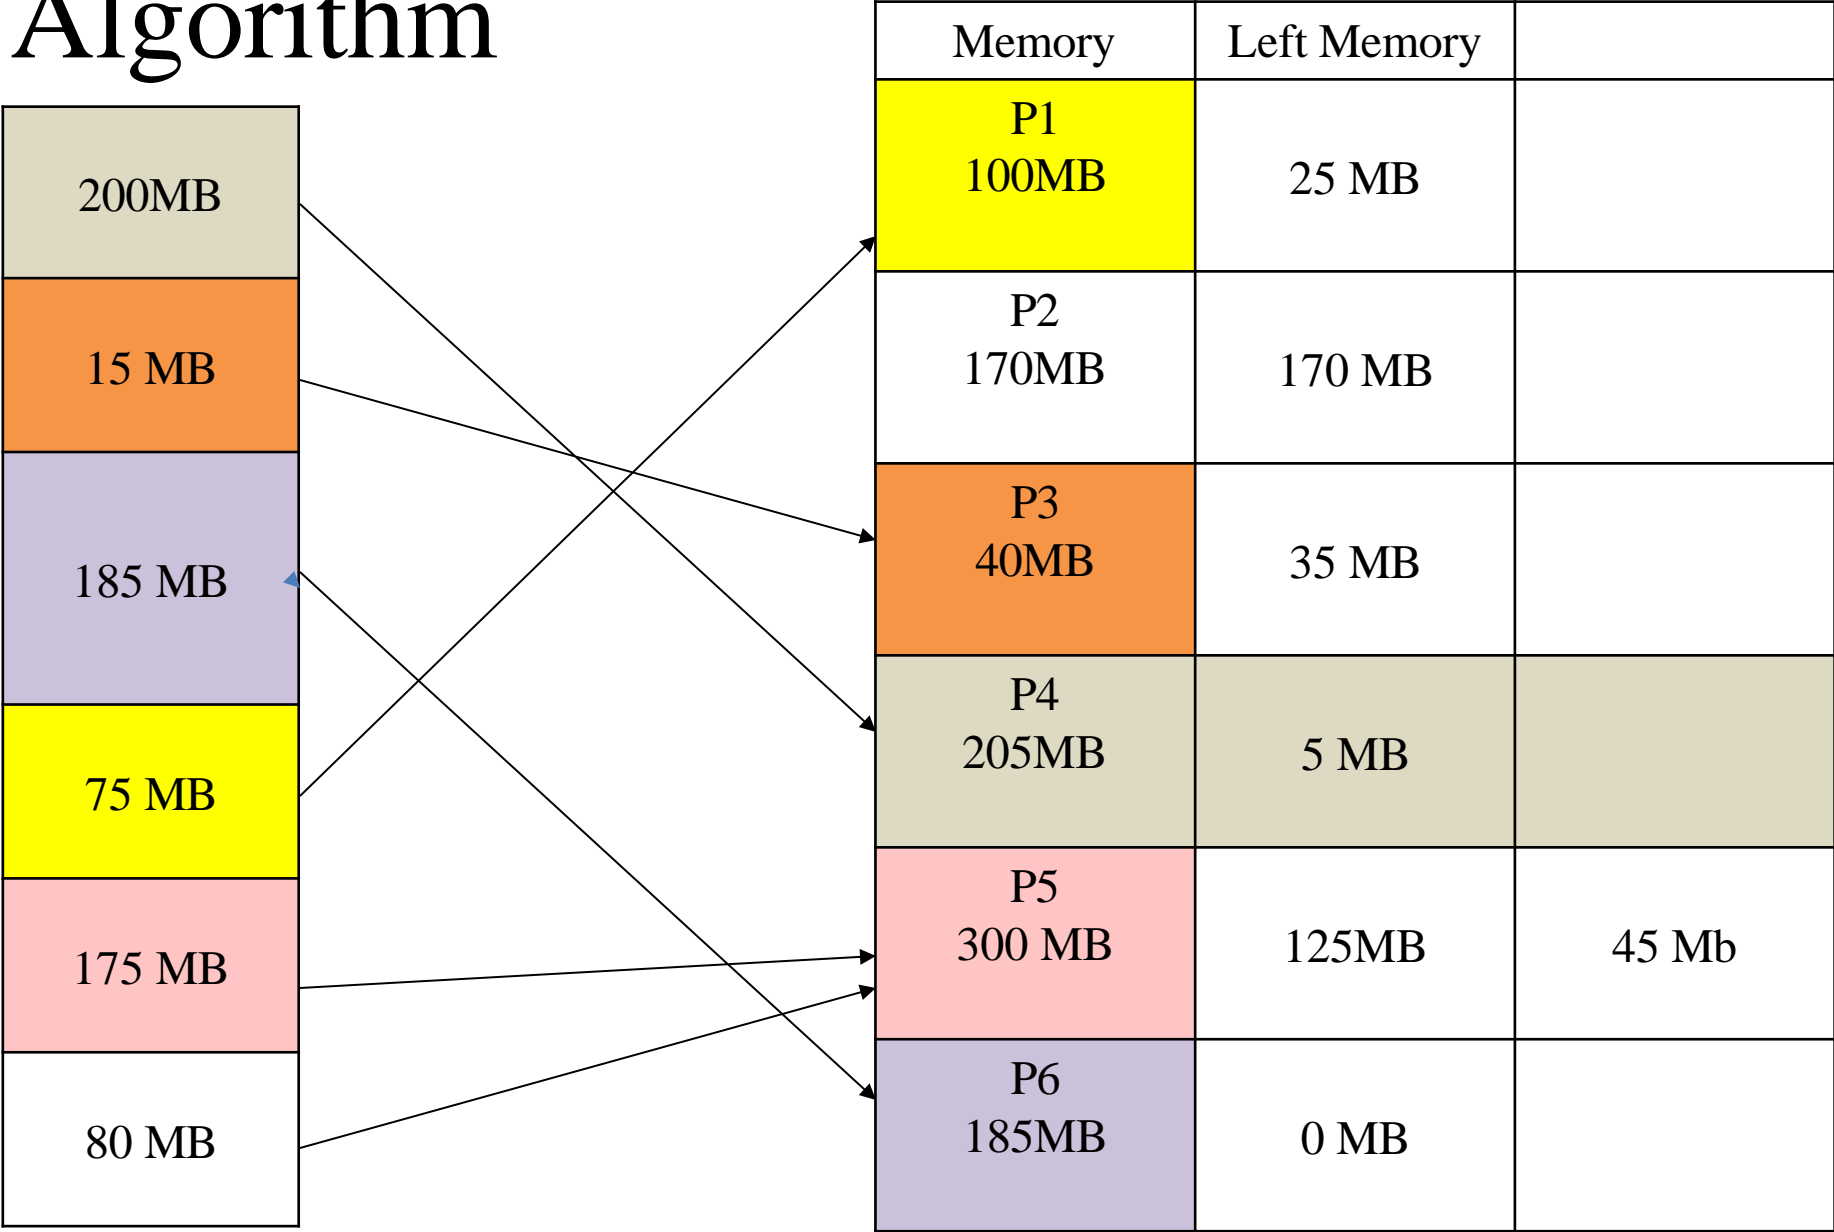 Algorithm
200MB
15 MB
185 MB
75 MB
175 MB
80 MB
Memory Left Memory
P1
100MB 25 MB
P2
170MB 170 MB
P3
40MB 35 MB
P4
205MB 5 MB
P5
300 MB 125MB 45 Mb
P6
185MB 0 MB